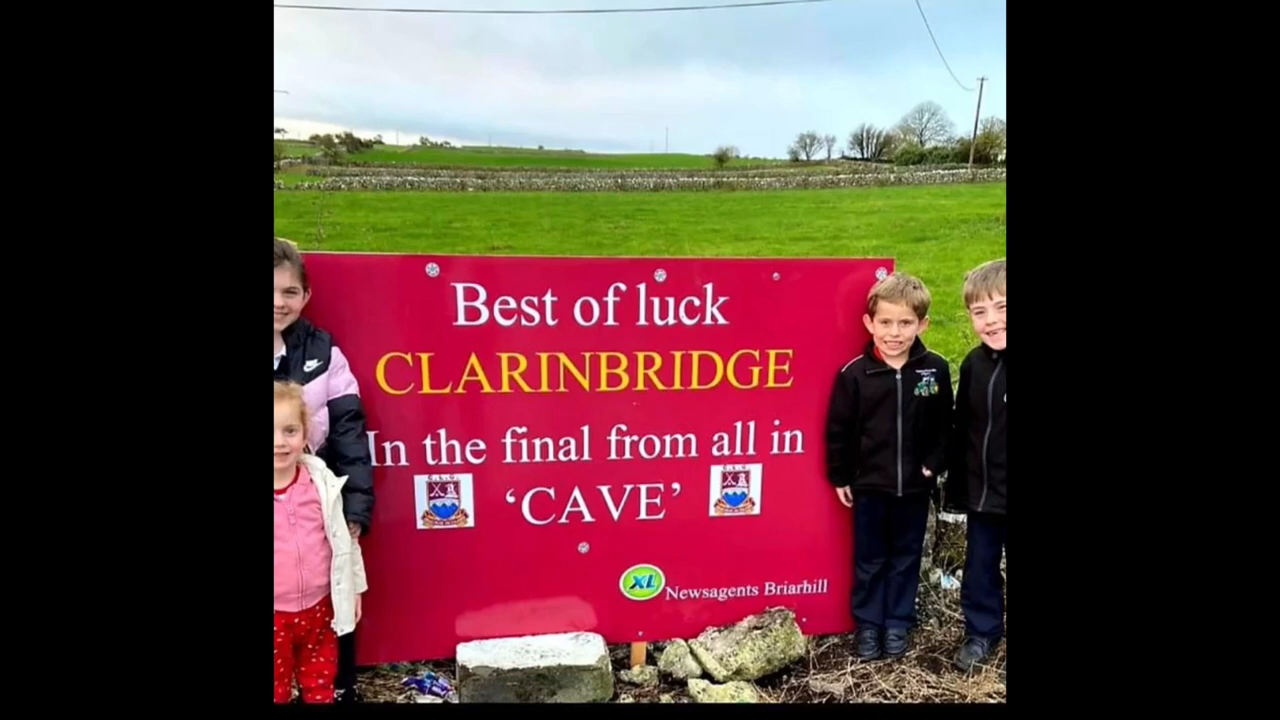 Best of luck
CLARINBRIDGE
In the final from all in
‘CAVE’
XL Newsagents Briarhill